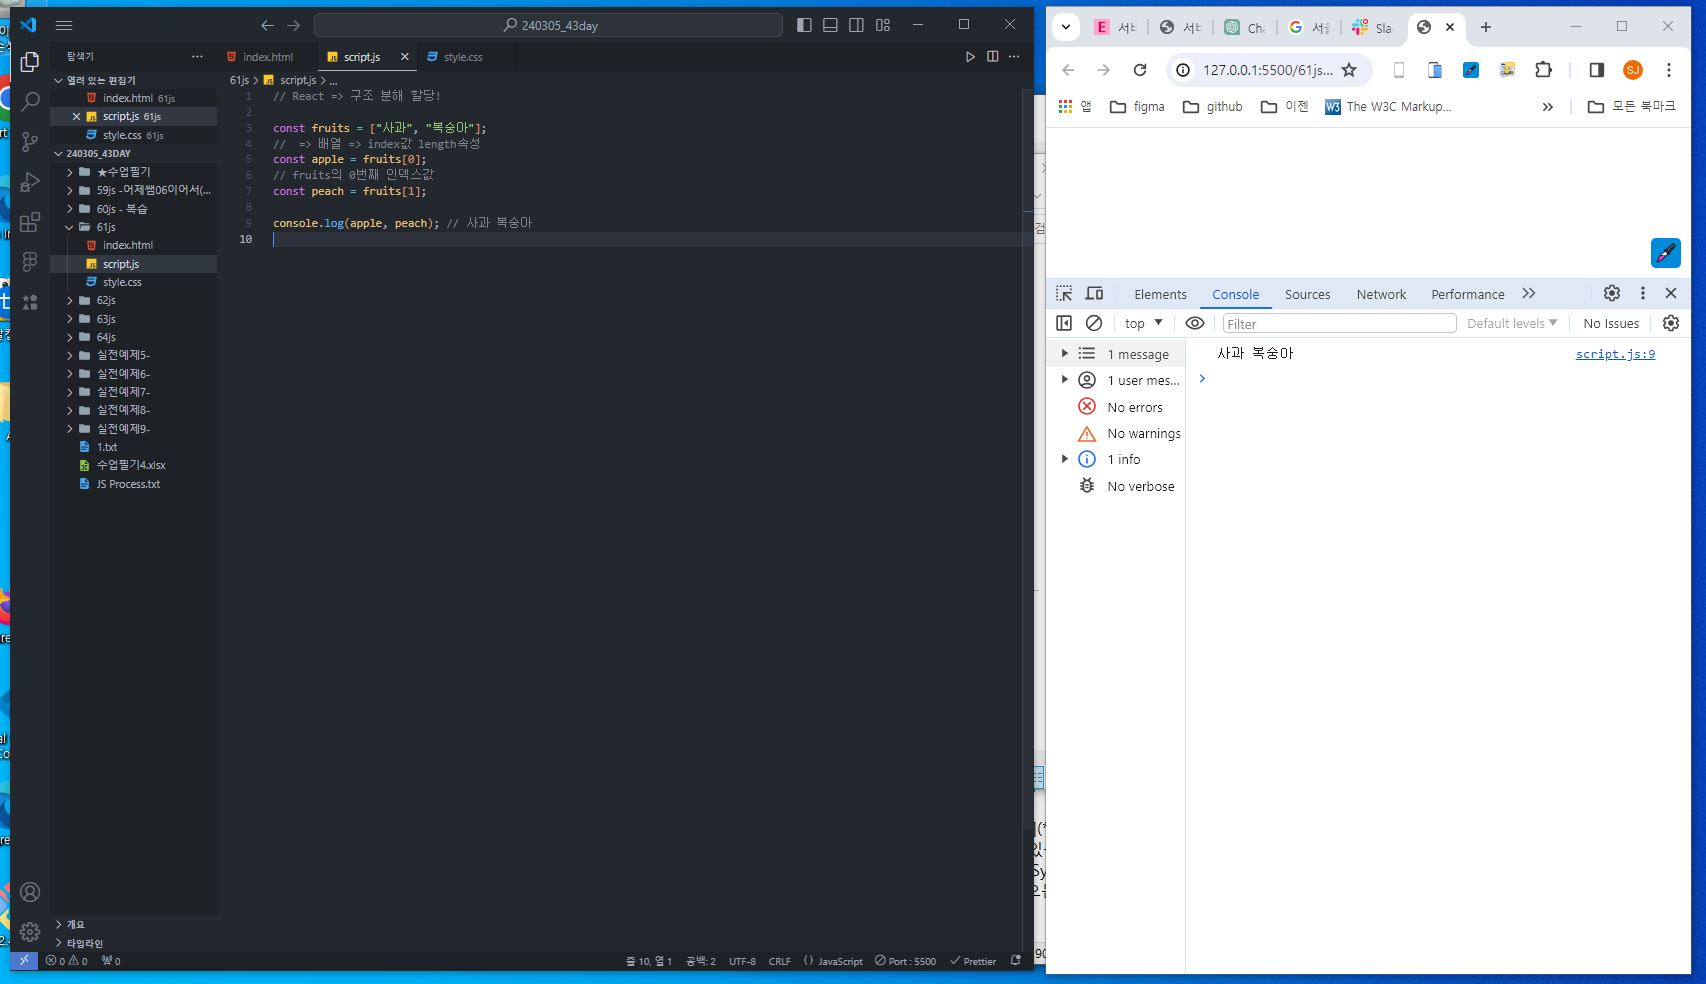 240305_43day
탐색기
index.html
script.js
style.css
열려 있는 편집기
index.html 61js
script.js 61js
style.css 61js
240305_43DAY
★수업필기
59js -어제쌤06이어서(...
60js - 복습
61js
index.html
script.js
style.css
62js
63js
64js
실전예제5-
실전예제6-
실전예제7-
실전예제8-
실전예제9-
1.txt
수업필기4.xlsx
JS Process.txt
개요
타임라인
61js > script.js > ...
1 // React => 구조 분해 할당!
2
3 const fruits = ["사과", "복숭아"];
4 //  => 배열 => index값 length속성
5 const apple = fruits[0];
6 // fruits의 0번째 인덱스값
7 const peach = fruits[1];
8
9 console.log(apple, peach); // 사과 복숭아
10
0 0 0
줄 10, 열 1
공백: 2
UTF-8
CRLF
{} JavaScript
Port : 5500
Prettier
서비
서비
Cha
서울
Sla
127.0.0.1:5500/61js...
SJ
앱
figma
github
이젠
W3 The W3C Markup...
»
모든 북마크
Elements
Console
Sources
Network
Performance
top
Filter
Default levels
No Issues
1 message
1 user mes...
No errors
No warnings
1 info
No verbose
사과 복숭아
script.js:9